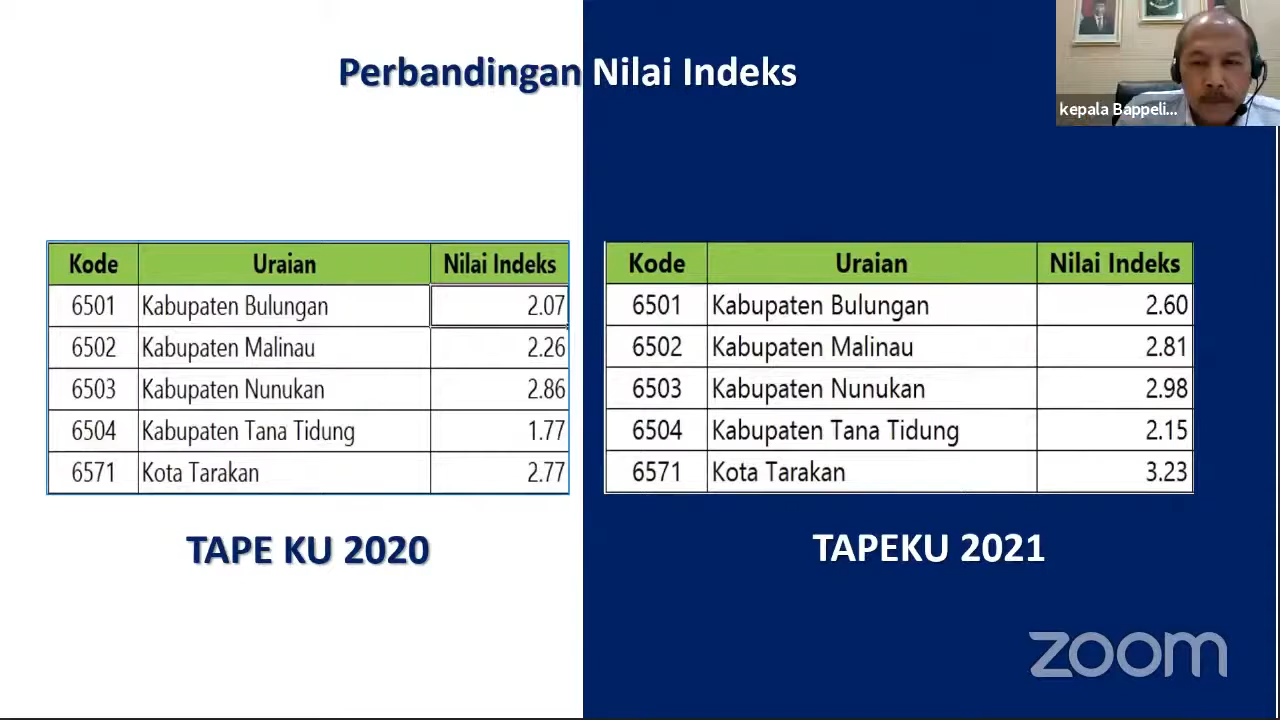 Perbandingan Nilai Indeks
kepala Bappeli...
Kode Uraian Nilai Indeks
6501 Kabupaten Bulungan 2.07
6502 Kabupaten Malinau 2.26
6503 Kabupaten Nunukan 2.86
6504 Kabupaten Tana Tidung 1.77
6571 Kota Tarakan 2.77
TAPE KU 2020
Kode Uraian Nilai Indeks
6501 Kabupaten Bulungan 2.60
6502 Kabupaten Malinau 2.81
6503 Kabupaten Nunukan 2.98
6504 Kabupaten Tana Tidung 2.15
6571 Kota Tarakan 3.23
TAPEKU 2021
zoom